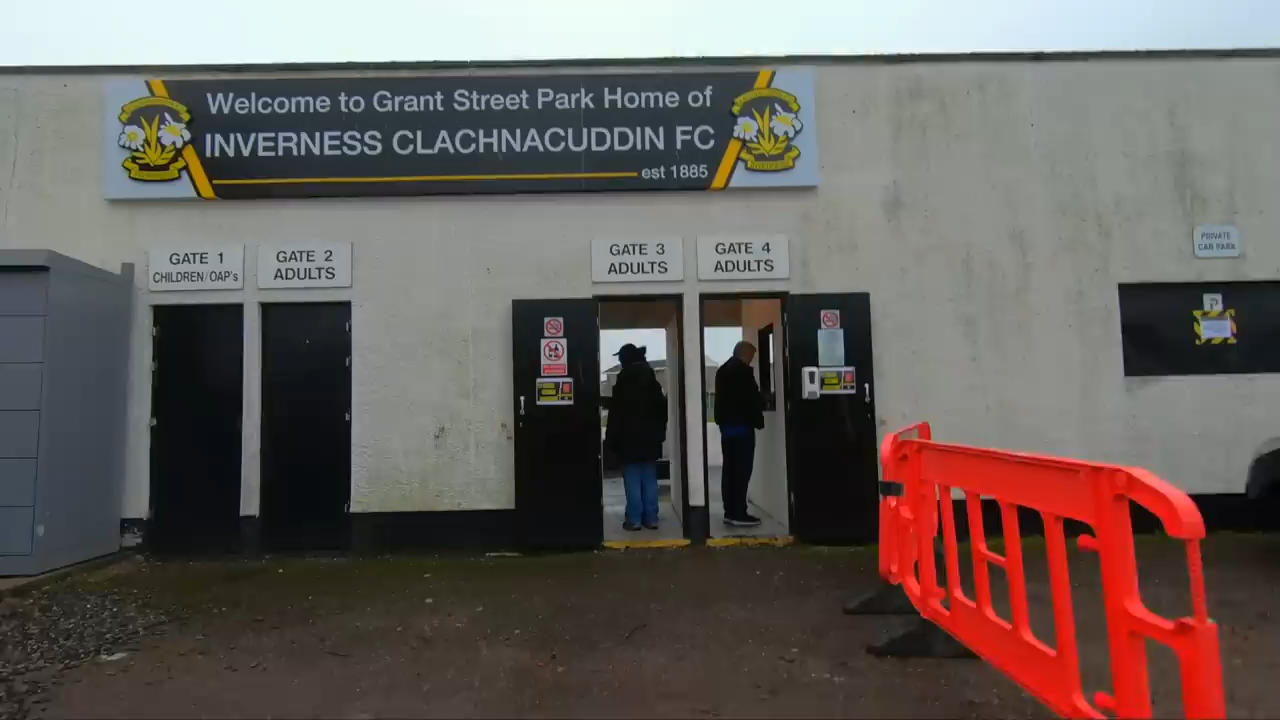 Welcome to Grant Street Park Home of
INVERNESS CLACHNACUDDIN FC
est 1885
GATE 1
CHILDREN/OAP's
GATE 2
ADULTS
GATE 3
ADULTS
GATE 4
ADULTS
PRIVATE
CAR PARK
P